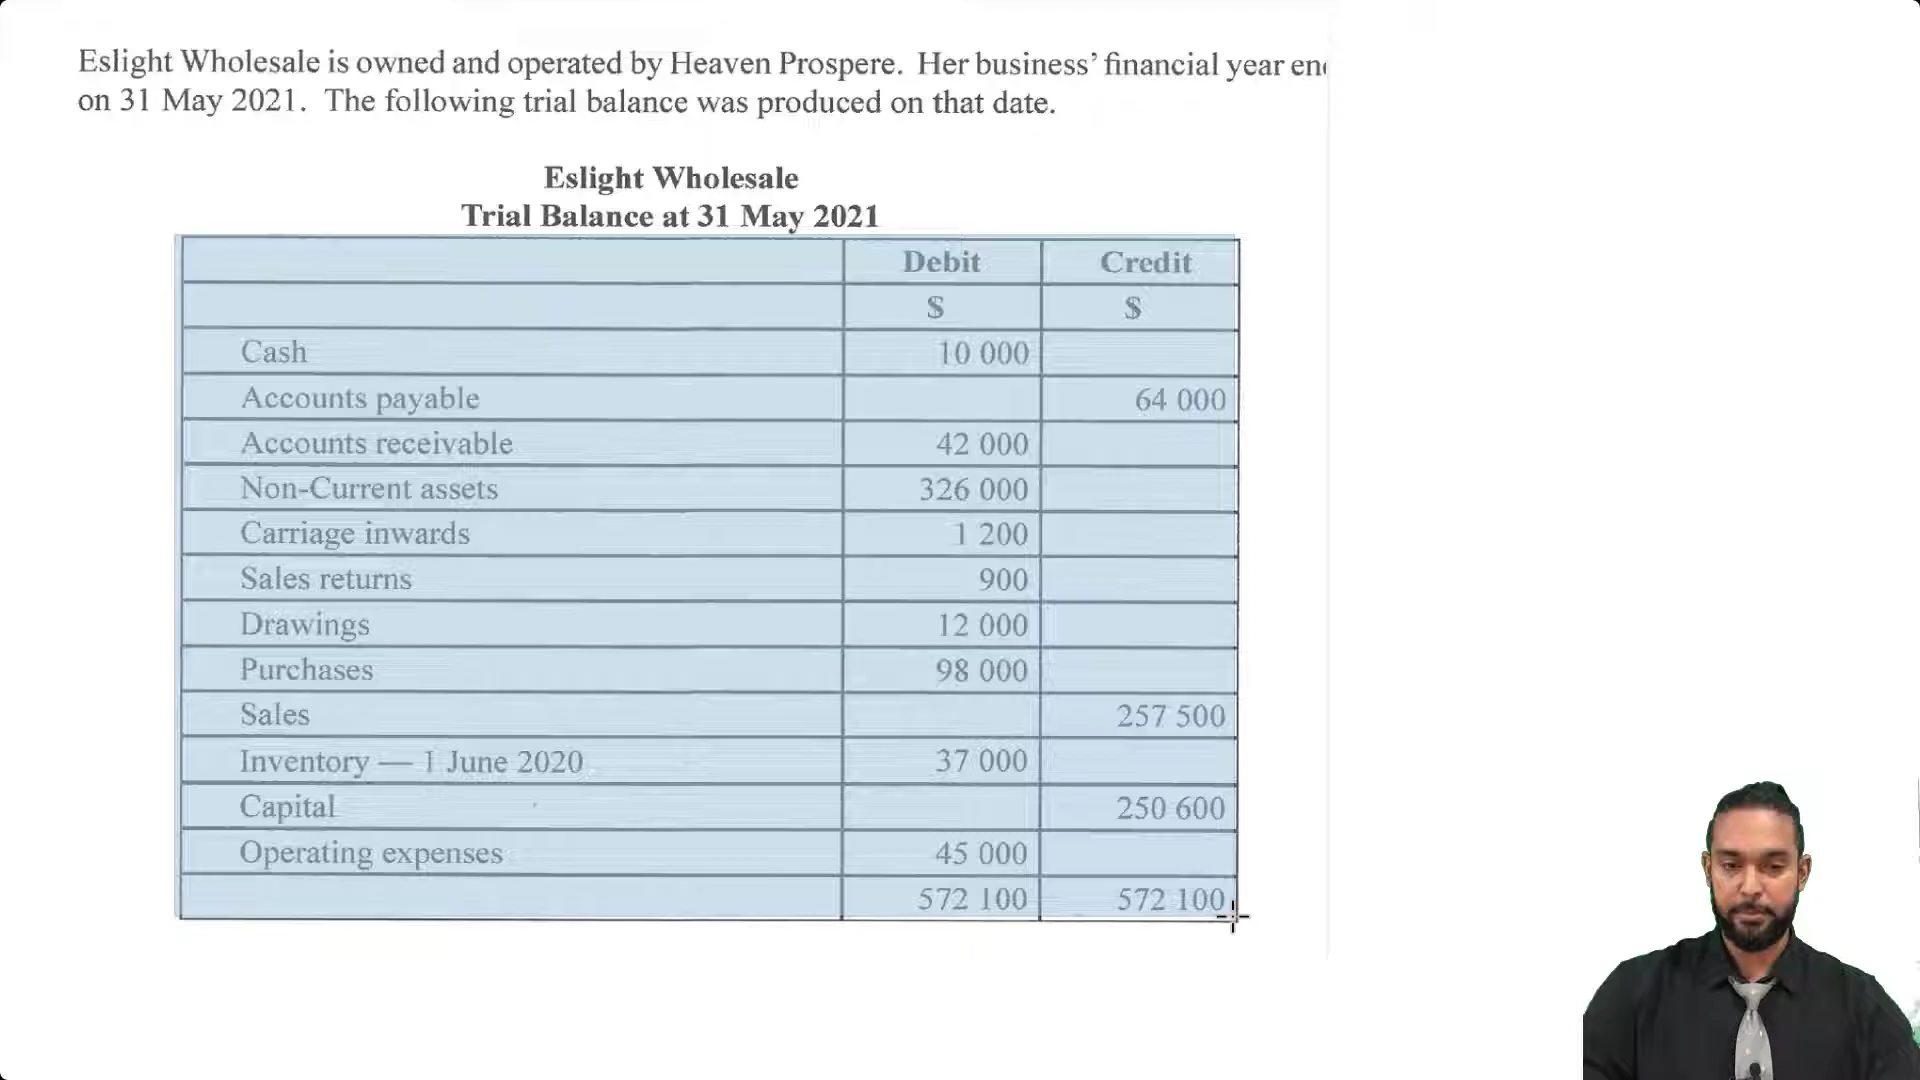 Eslight Wholesale is owned and operated by Heaven Prospere. Her business’ financial year
on 31 May 2021. The following trial balance was produced on that date.
Eslight Wholesale
Trial Balance at 31 May 2021
Debit Credit
$ $
Cash 10 000
Accounts payable 64 000
Accounts receivable 42 000
Non-Current assets 326 000
Carriage inwards 1 200
Sales returns 900
Drawings 12 000
Purchases 98 000
Sales 257 500
Inventory — 1 June 2020 37 000
Capital 250 600
Operating expenses 45 000
572 100 572 100